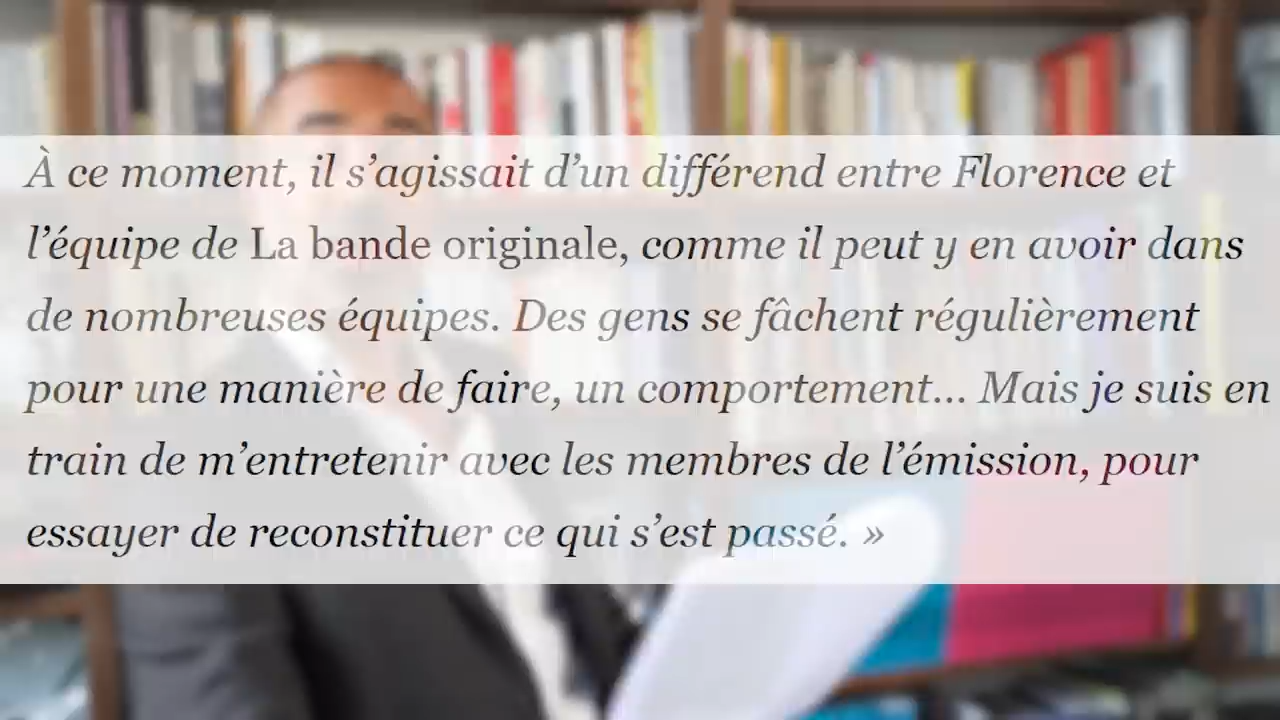 À ce moment, il s’agissait d’un différend entre Florence et
l’équipe de La bande originale, comme il peut y en avoir dans
de nombreuses équipes. Des gens se fâchent régulièrement
pour une manière de faire, un comportement... Mais je suis en
train de m’entretenir avec les membres de l’émission, pour
essayer de reconstituer ce qui s’est passé. »